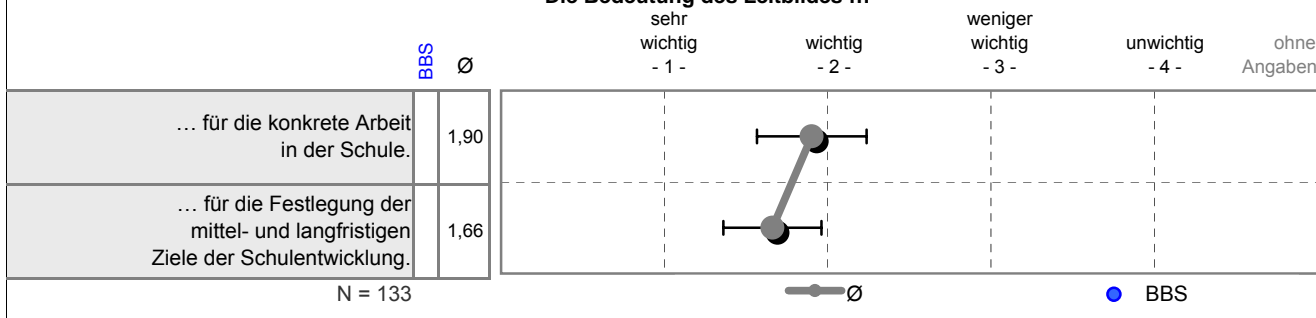 sehr
wichtig
- 1 -
wichtig
- 2 -
weniger
wichtig
- 3 -
unwichtig
- 4 -
ohne
Angaben
BBS
Ø
… für die konkrete Arbeit
in der Schule.
1,90
… für die Festlegung der
mittel- und langfristigen
Ziele der Schulentwicklung.
1,66
N = 133
Ø
BBS